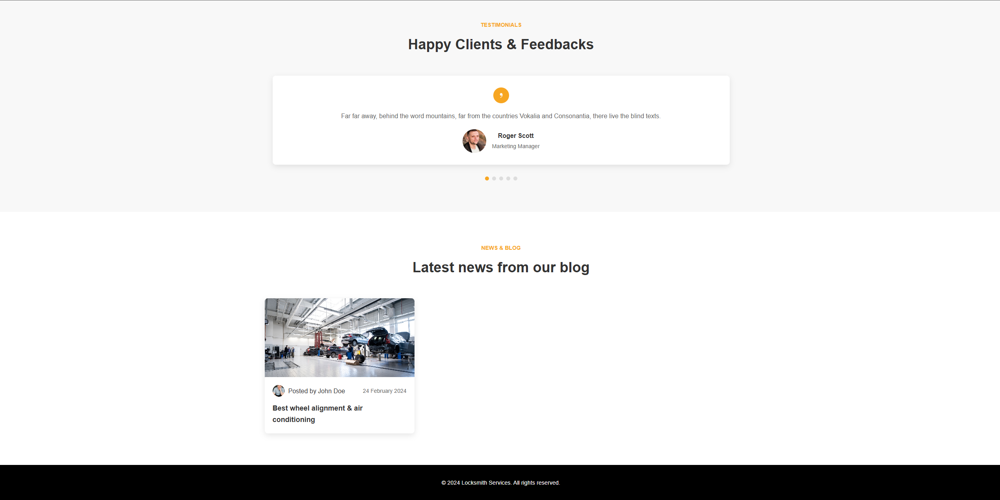 TESTIMONIALS
Happy Clients & Feedbacks
Far far away, behind the word mountains, far from the countries Vokalia and Consonantia, there live the blind texts.
Roger Scott
Marketing Manager
NEWS & BLOG
Latest news from our blog
Posted by John Doe
24 February 2024
Best wheel alignment & air
conditioning
© 2024 Locksmith Services. All rights reserved.